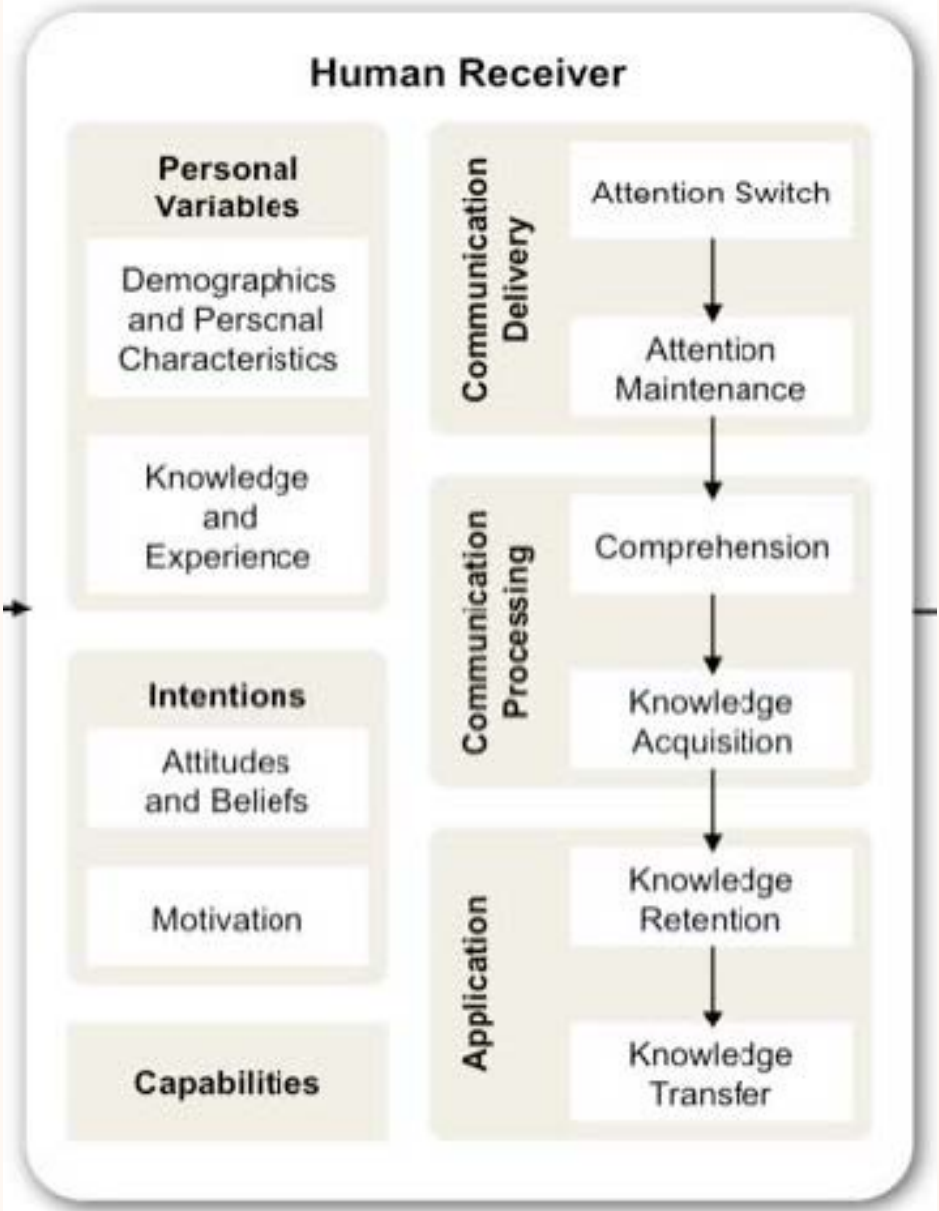 Human Receiver
Personal
Variables
Demographics
and Personal
Characteristics
Knowledge
and
Experience
Intentions
Attitudes
and Beliefs
Motivation
Capabilities
Communication
Delivery
Attention Switch
Attention
Maintenance
Communication
Processing
Comprehension
Knowledge
Acquisition
Application
Knowledge
Retention
Knowledge
Transfer